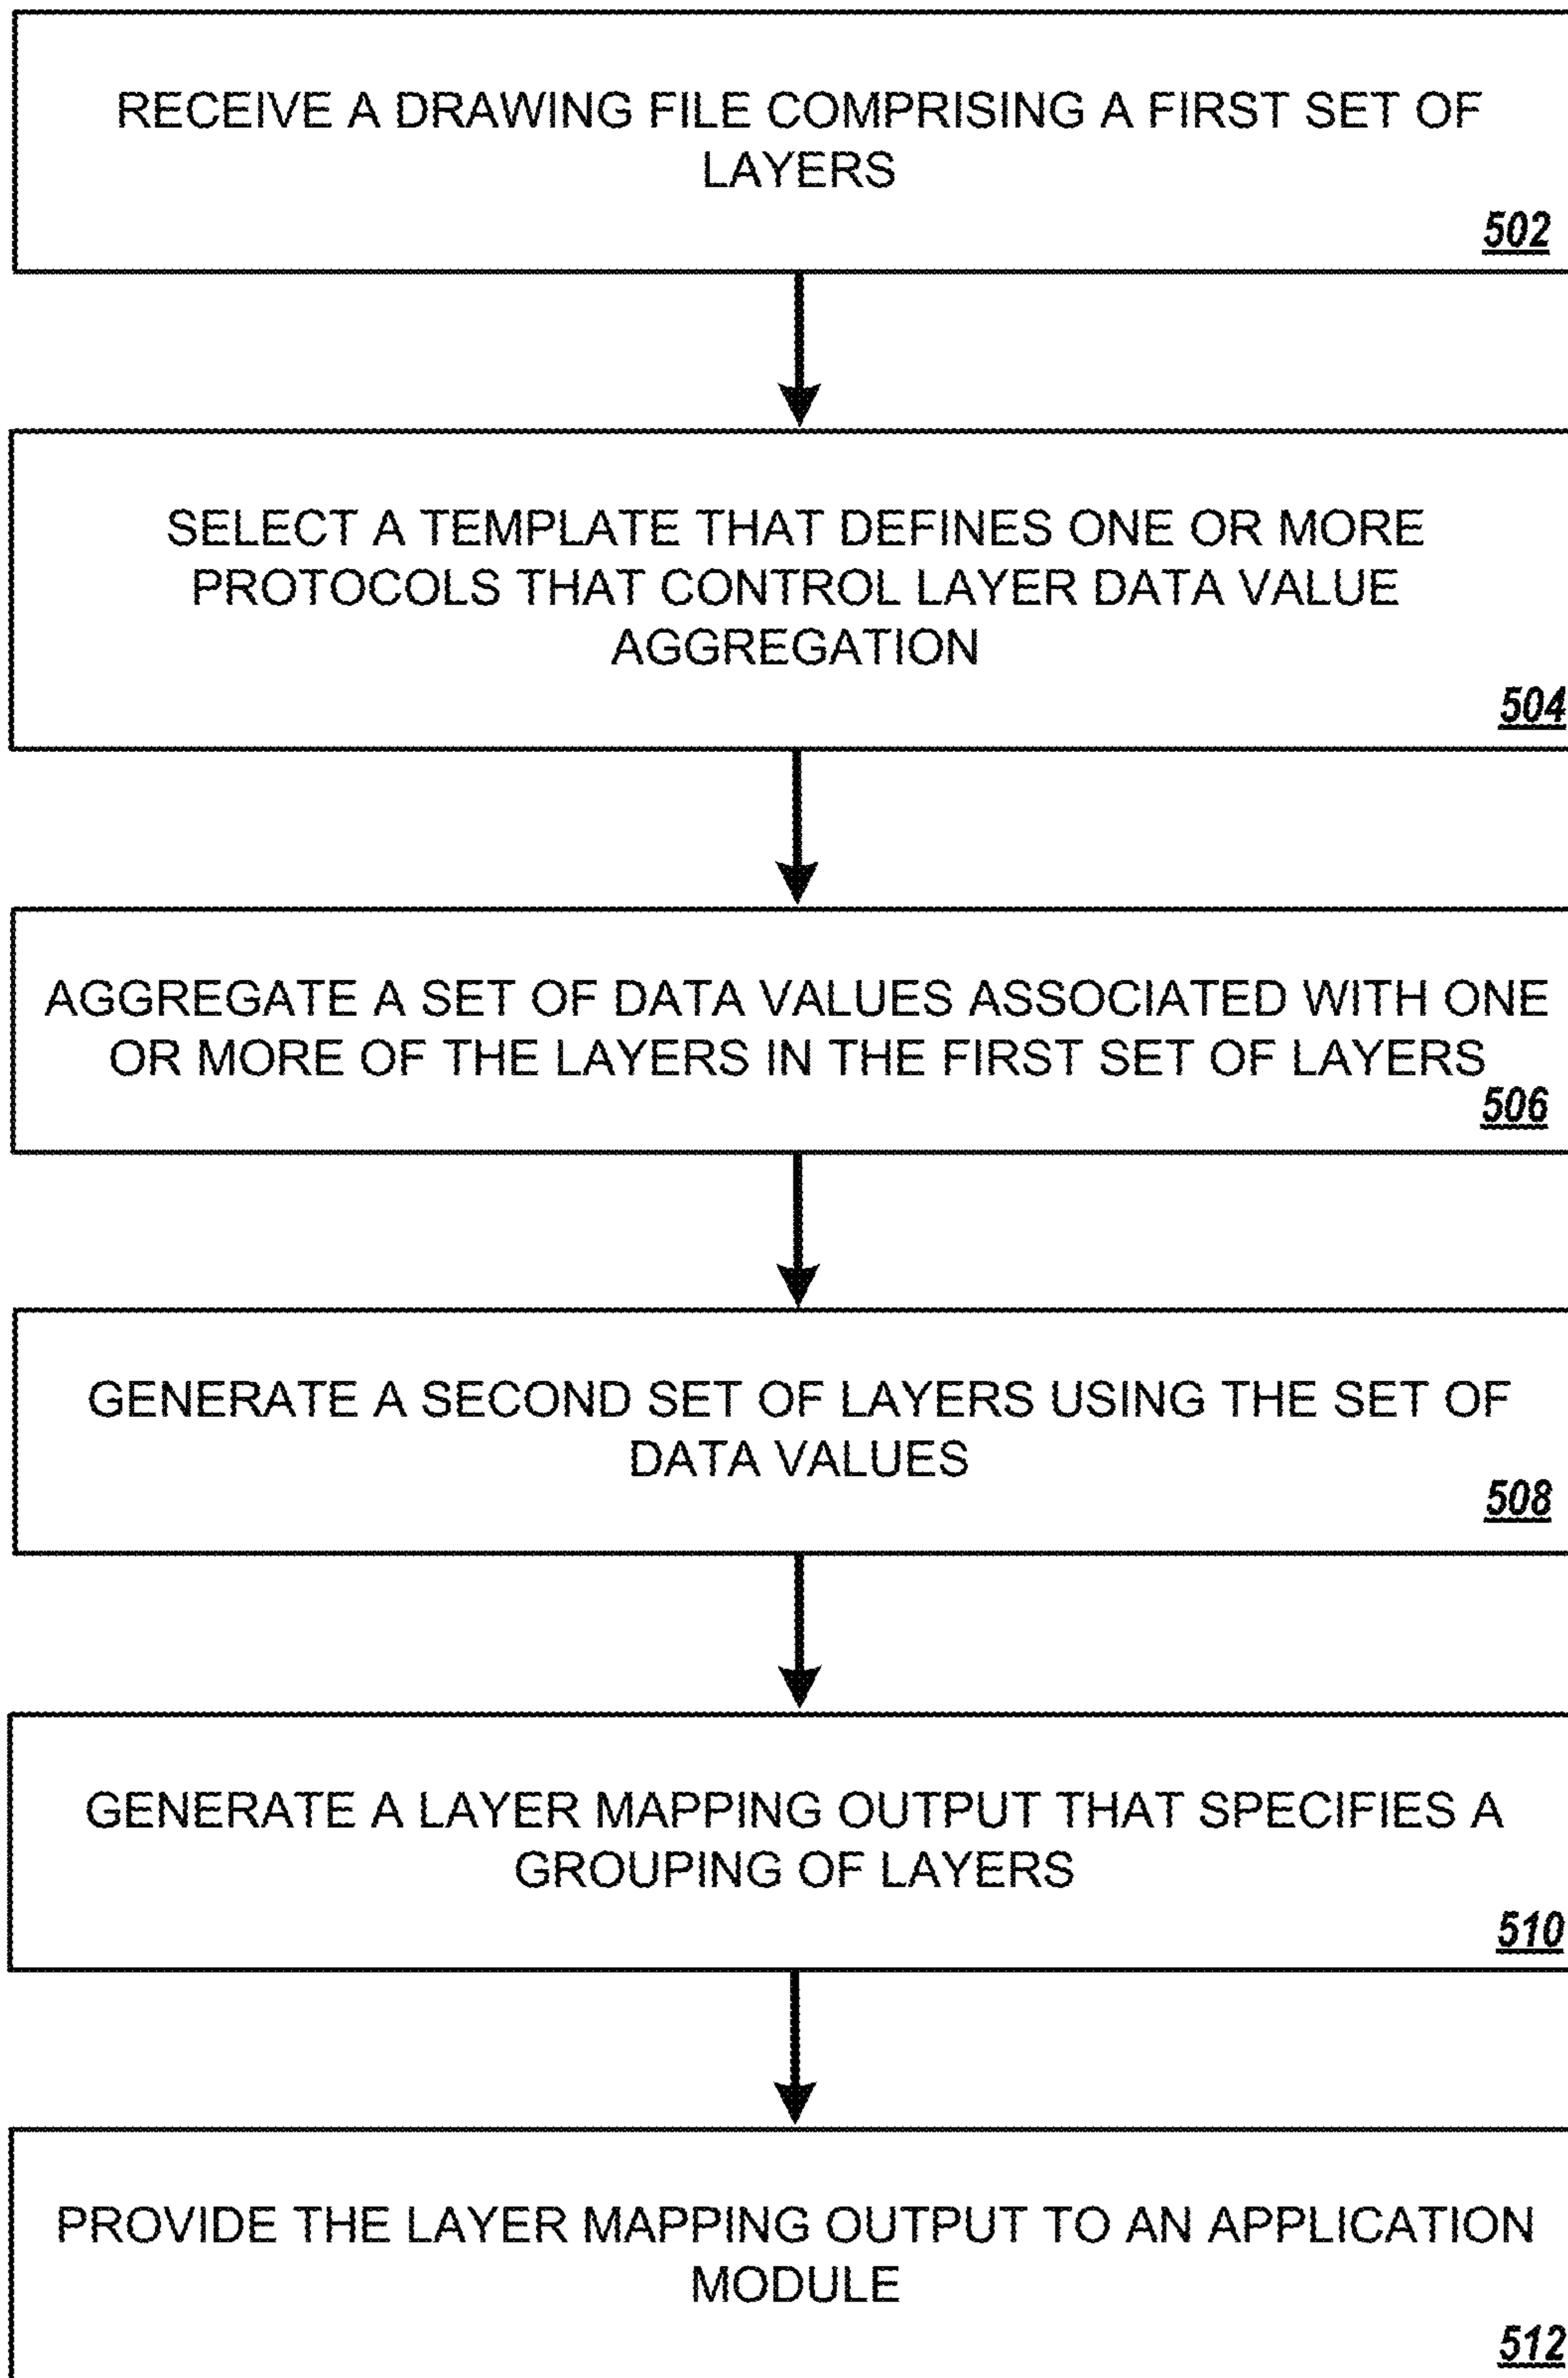 RECEIVE A DRAWING FILE COMPRISING A FIRST SET OF
LAYERS
502
SELECT A TEMPLATE THAT DEFINES ONE OR MORE
PROTOCOLS THAT CONTROL LAYER DATA VALUE
AGGREGATION
504
AGGREGATE A SET OF DATA VALUES ASSOCIATED WITH ONE
OR MORE OF THE LAYERS IN THE FIRST SET OF LAYERS
506
GENERATE A SECOND SET OF LAYERS USING THE SET OF
DATA VALUES
508
GENERATE A LAYER MAPPING OUTPUT THAT SPECIFIES A
GROUPING OF LAYERS
510
PROVIDE THE LAYER MAPPING OUTPUT TO AN APPLICATION
MODULE
512